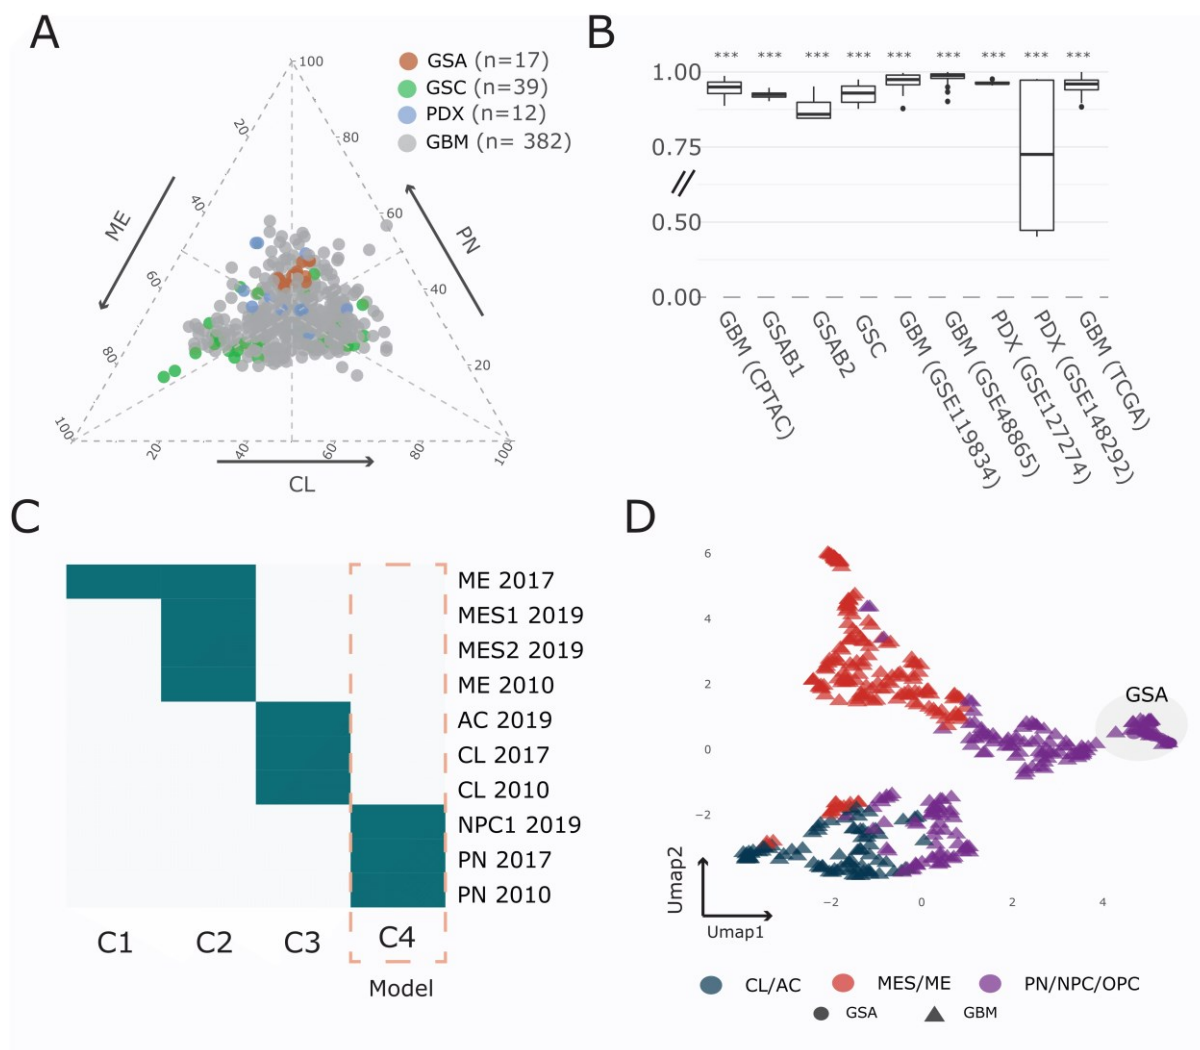 A
GSA (n=17)
GSC (n=39)
PDX (n=12)
GBM (n= 382)
100
80
60
40
20
20
40
60
80
100
20
40
60
80
100
ME
PN
CL
B
*** *** *** *** *** *** *** *** ***
1.00
0.75
0.50
0.00
GBM (CPTAC)
GSAB1
GSAB2
GSC
GBM (GSE119834)
GBM (GSE48865)
PDX (GSE127274)
PDX (GSE148292)
GBM (TCGA)
C
ME 2017
MES1 2019
MES2 2019
ME 2010
AC 2019
CL 2017
CL 2010
NPC1 2019
PN 2017
PN 2010
C1 C2 C3 C4
Model
D
6
4
2
0
−2
GSA
Umap2
Umap1
−2 0 2 4
CL/AC MES/ME PN/NPC/OPC
GSA GBM